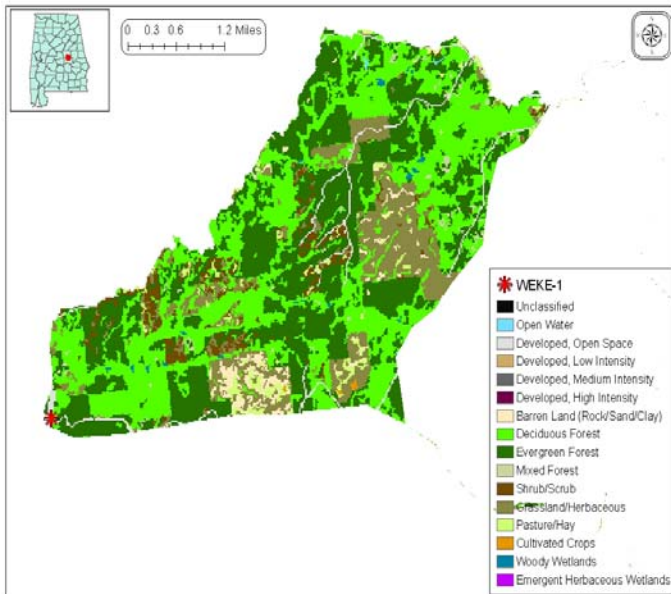 0 0.3 0.6 1.2 Miles
WEKE-1
Unclassified
Open Water
Developed, Open Space
Developed, Low Intensity
Developed, Medium Intensity
Developed, High Intensity
Barren Land (Rock/Sand/Clay)
Deciduous Forest
Evergreen Forest
Mixed Forest
Shrub/Scrub
Grassland/Herbaceous
Pasture/Hay
Cultivated Crops
Woody Wetlands
Emergent Herbaceous Wetlands